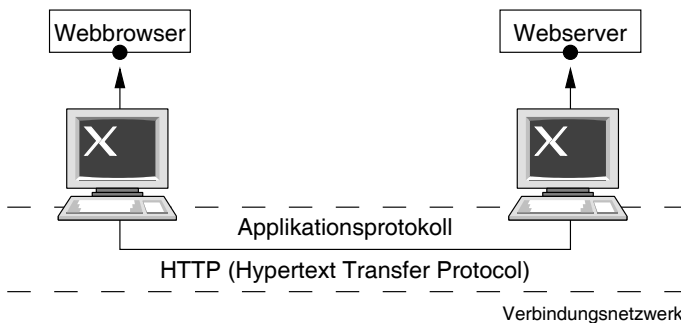 Webbrowser
Webserver
X
X
Applikationsprotokoll
HTTP (Hypertext Transfer Protocol)
Verbindungsnetzwerk